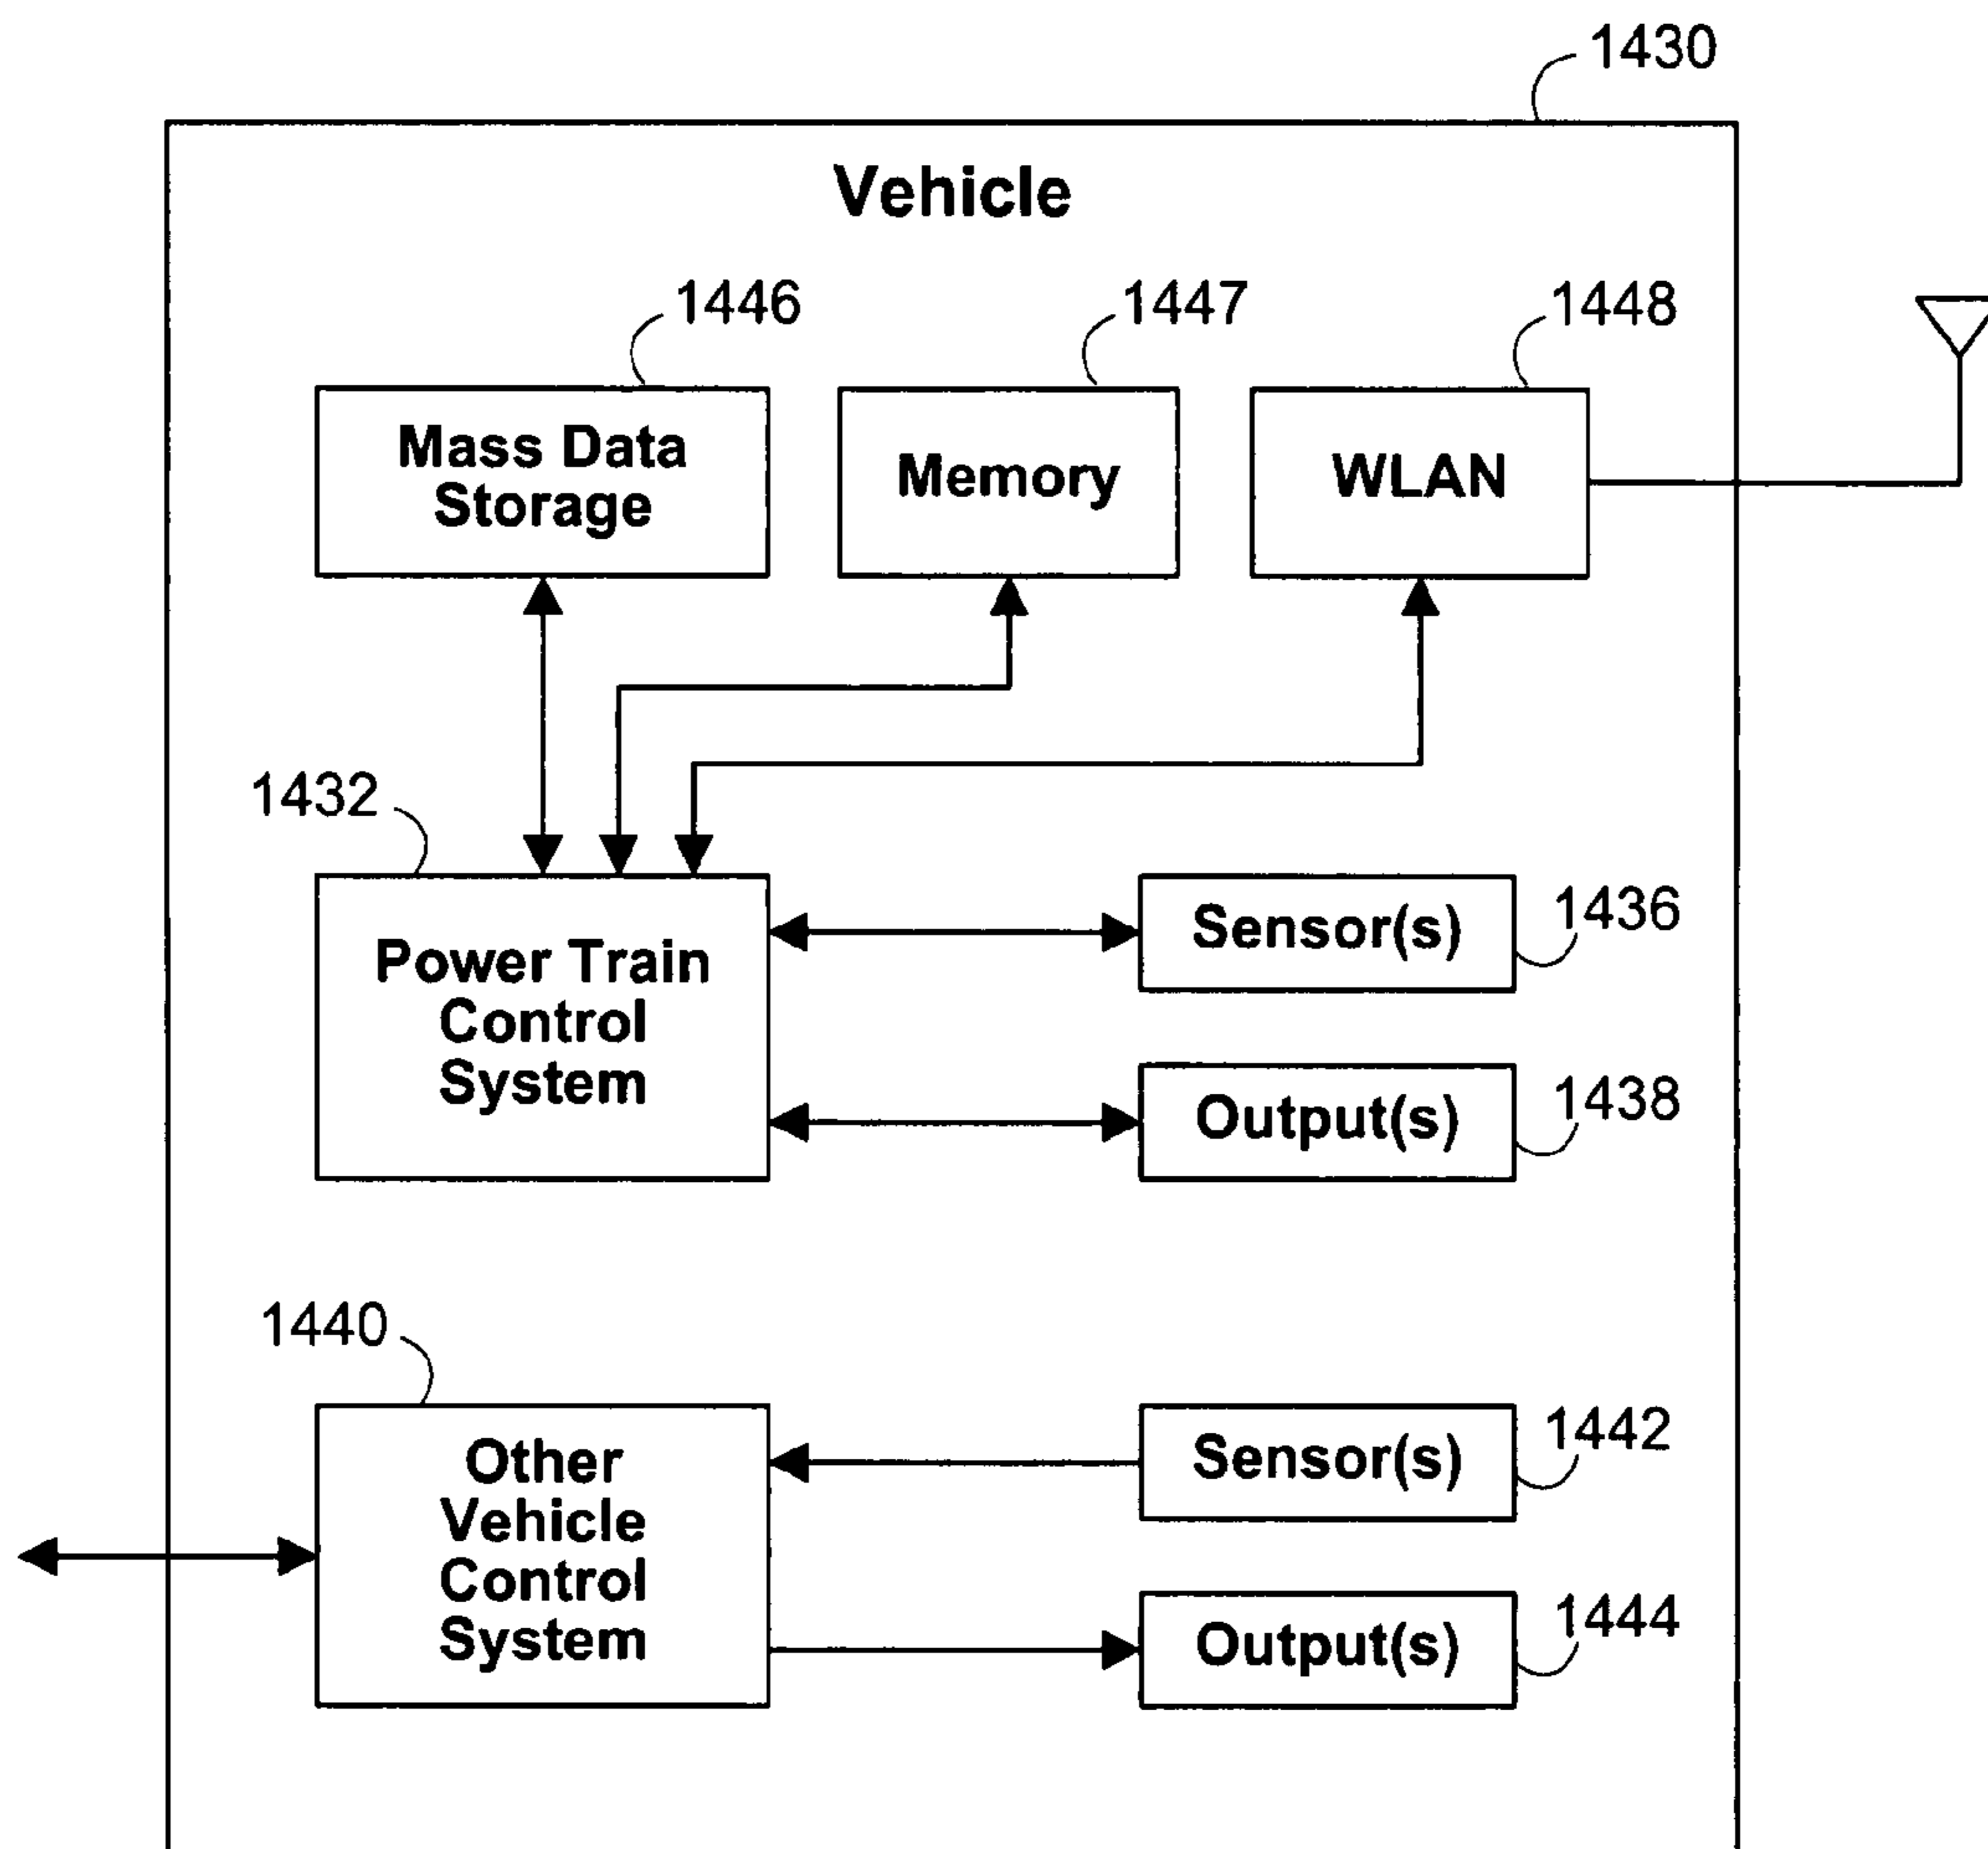 1430
Vehicle
1446
1447
1448
Mass Data
Storage
Memory
WLAN
1432
Power Train
Control
System
Sensor(s)
1436
Output(s)
1438
1440
Other
Vehicle
Control
System
Sensor(s)
1442
Output(s)
1444